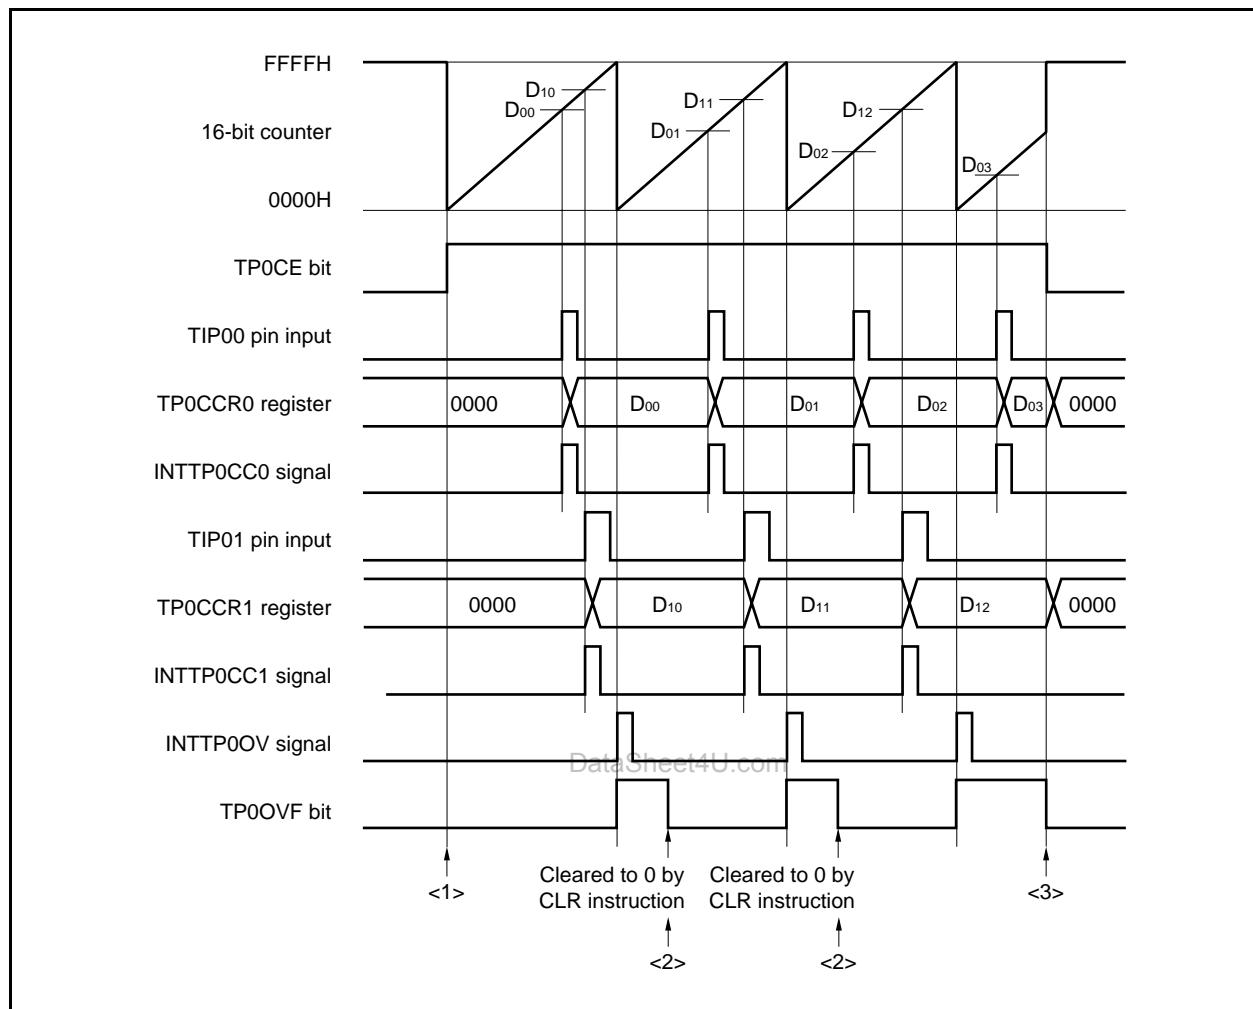 FFFFH
D10
D00
D11
D01
D12
D02
D03
16-bit counter
0000H
TP0CE bit
TIP00 pin input
TP0CCR0 register
0000 D00 D01 D02 D03 0000
INTTP0CC0 signal
TIP01 pin input
TP0CCR1 register
0000 D10 D11 D12 0000
INTTP0CC1 signal
INTTP0OV signal
DataSheet4U.com
TP0OVF bit
<1>
Cleared to 0 by
CLR instruction
<2>
Cleared to 0 by
CLR instruction
<2>
<3>